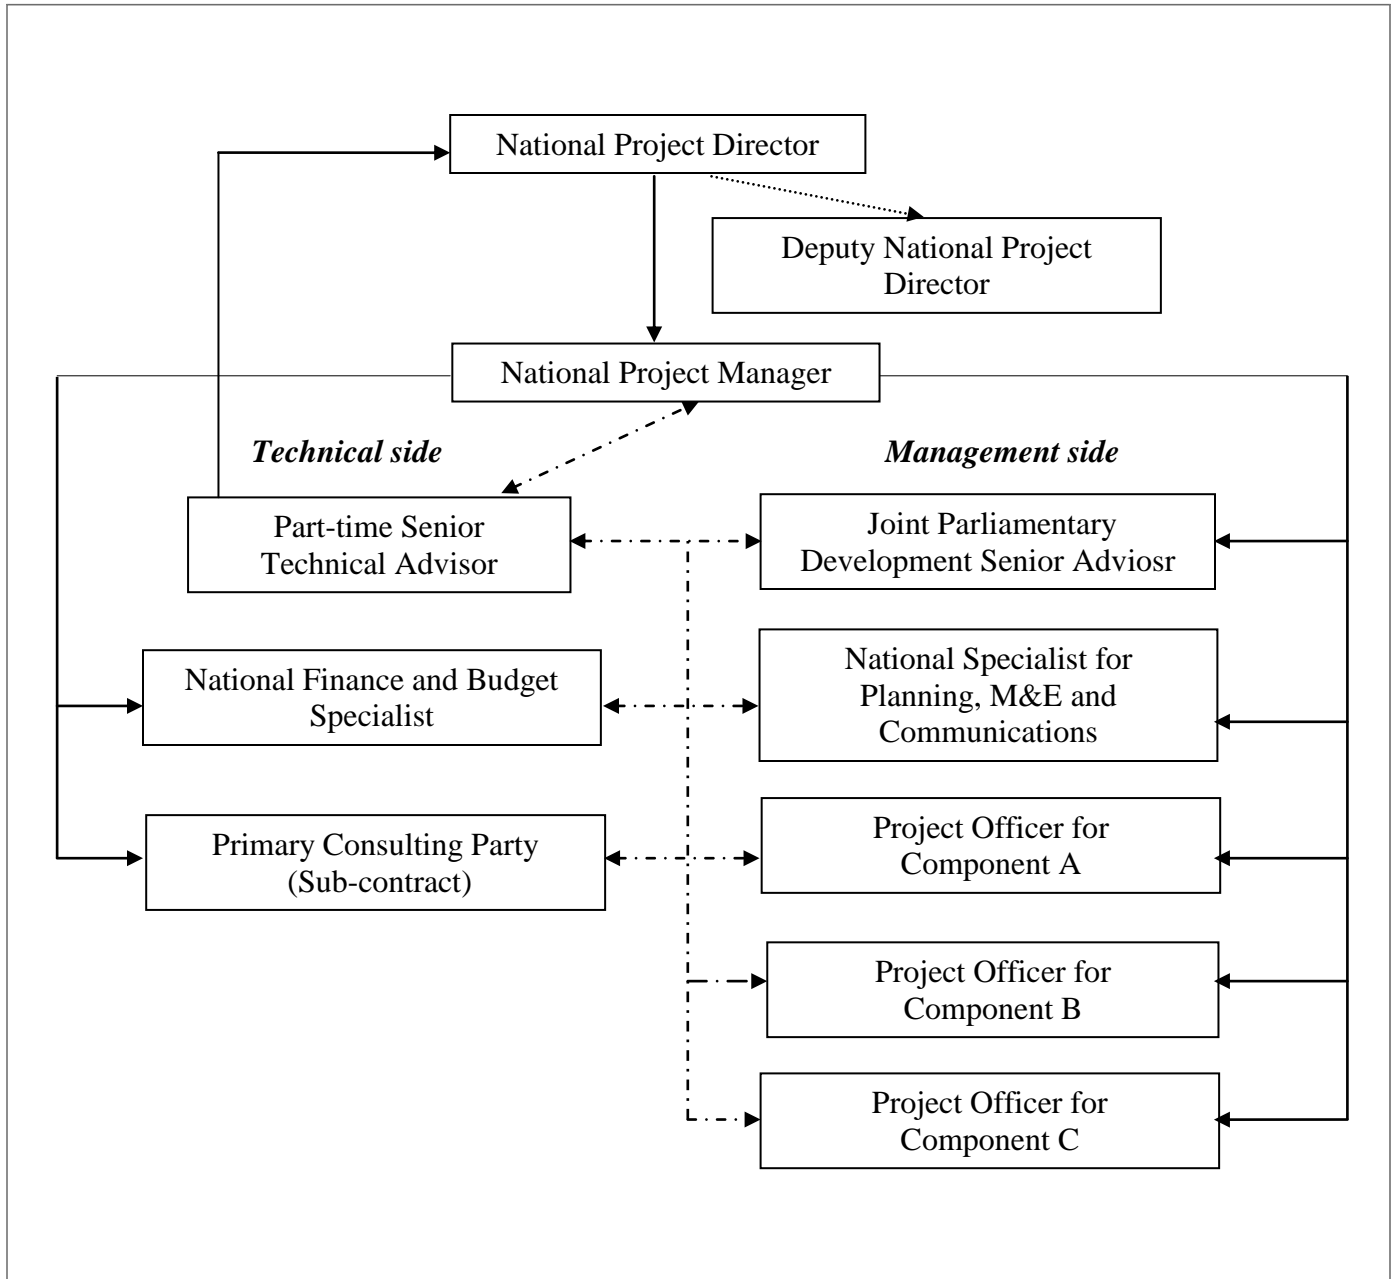 National Project Director
Deputy National Project
Director
National Project Manager
Technical side
Management side
Part-time Senior
Technical Advisor
Joint Parliamentary
Development Senior Adviosr
National Finance and Budget
Specialist
National Specialist for
Planning, M&E and
Communications
Primary Consulting Party
(Sub-contract)
Project Officer for
Component A
Project Officer for
Component B
Project Officer for
Component C